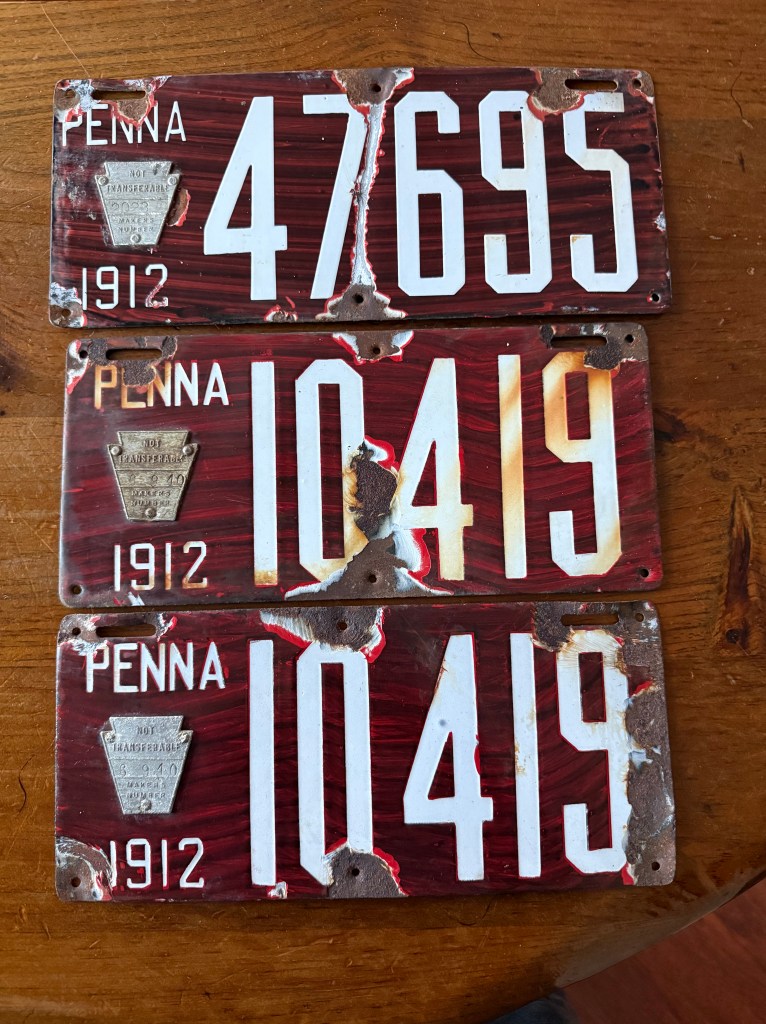 PENNA
47695
NOT
TRANSFERABLE
MAKERS
NUMBER
1912
PENNA
10419
NOT
TRANSFERABLE
MAKERS
NUMBER
1912
PENNA
10419
NOT
TRANSFERABLE
MAKERS
NUMBER
1912